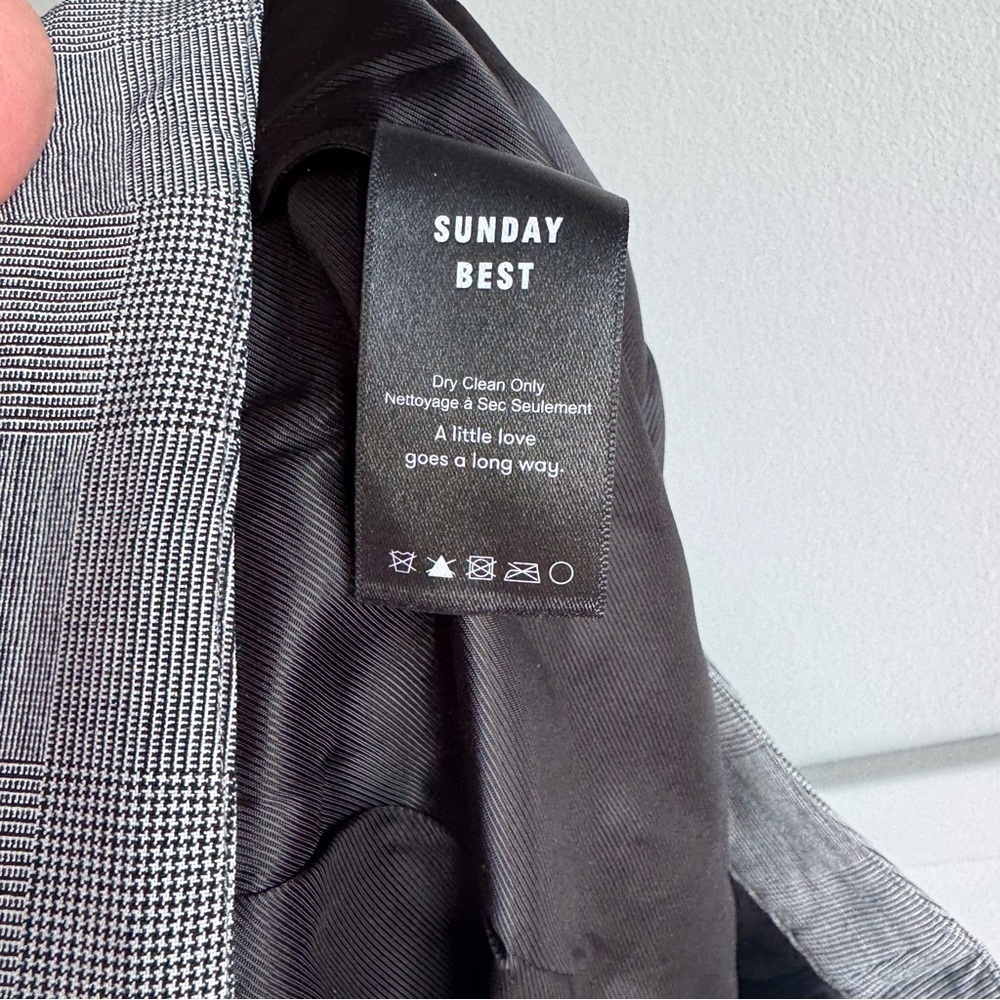 SUNDAY
BEST
Dry Clean Only
Nettoyage à Sec Seulement
A little love
goes a long way.